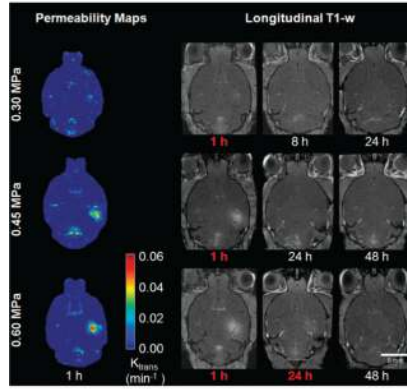 Permeability Maps Longitudinal T1-w
0.30 MPa
1 h 8 h 24 h
0.45 MPa
1 h 24 h 48 h
0.06
0.04
0.02
0.00
0.60 MPa
Ktrans
(min-1)
1 h
1 h 24 h 48 h